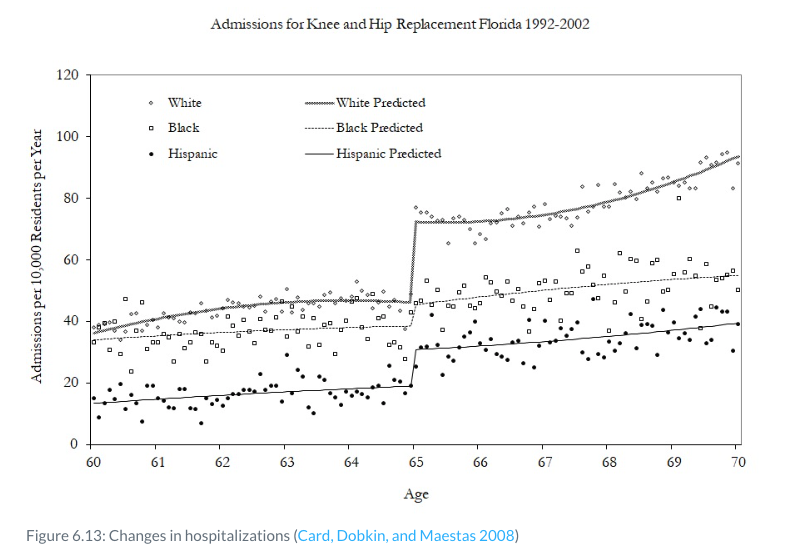 Admissions for Knee and Hip Replacement Florida 1992-2002
Admissions per 10,000 Residents per Year
120
100
80
60
40
20
0
White
White Predicted
Black
Black Predicted
Hispanic
Hispanic Predicted
60 61 62 63 64 65 66 67 68 69 70
Age
Figure 6.13: Changes in hospitalizations (Card, Dobkin, and Maestas 2008)